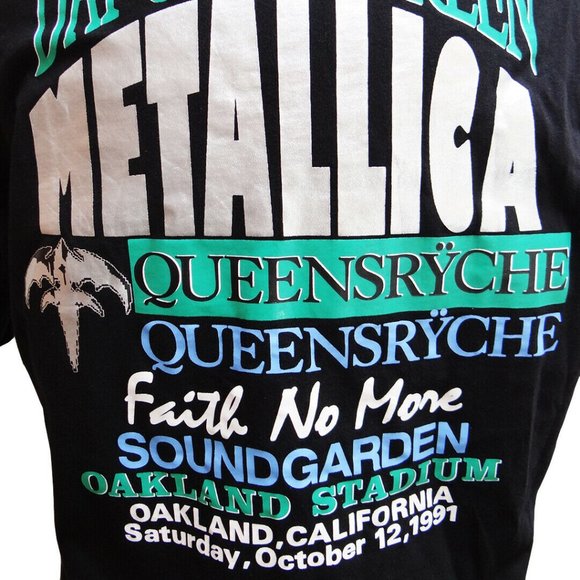 METALLICA
QUEENSRŸCHE
QUEENSRŸCHE
Faith No More
SOUNDGARDEN
OAKLAND STADIUM
OAKLAND, CALIFORNIA
Saturday, October 12, 1991